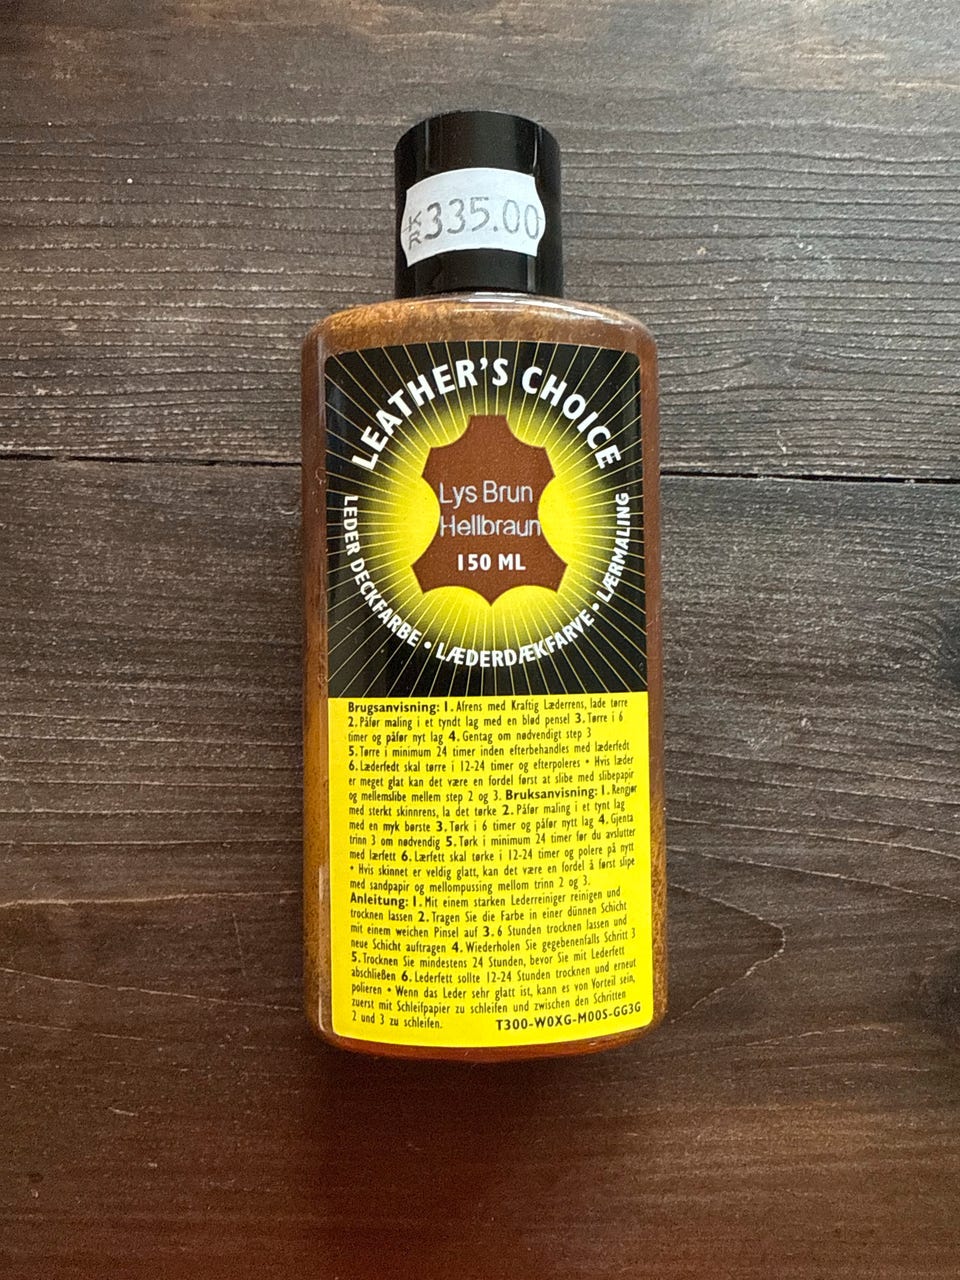 KR 335.00
LEATHER'S CHOICE
Lys Brun
Hellbraun
150 ML
LEDER DECKFARBE • LÆDERDÆKFARVE • LÆRMALING
Brugsanvisning: 1. Afrens med Kraftig Læderrens, lade tørre
2. Påfør maling i et tyndt lag med en blød pensel 3. Tørre i 6
timer og påfør nyt lag 4. Gentag om nødvendigt step 3
5. Tørre i minimum 24 timer inden efterbehandles med læderfedt
6. Læderfedt skal tørre i 12-24 timer og efterpoleres • Hvis læder
er meget glat kan det være en fordel først at slibe med slibepapir
og mellemslibe mellem step 2 og 3. Bruksanvisning: 1. Rengjør
med sterkt skinnrens, la det tørke 2. Påfør maling i et tynt lag
med en myk børste 3. Tørk i 6 timer og påfør nytt lag 4. Gjenta
trinn 3 om nødvendig 5. Tørk i minimum 24 timer før du avslutter
med lærfett 6. Lærfett skal tørke i 12-24 timer og polere på nytt
• Hvis skinnet er veldig glatt, kan det være en fordel å først slipe
med sandpapir og mellompussing mellom trinn 2 og 3.
Anleitung: 1. Mit einem starken Lederreiniger reinigen und
trocknen lassen 2. Tragen Sie die Farbe in einer dünnen Schicht
mit einem weichen Pinsel auf 3. 6 Stunden trocknen lassen und
neue Schicht auftragen 4. Wiederholen Sie gegebenenfalls Schritt 3
5. Trocknen Sie mindestens 24 Stunden, bevor Sie mit Lederfett
abschließen 6. Lederfett sollte 12-24 Stunden trocknen und erneut
polieren • Wenn das Leder sehr glatt ist, kann es von Vorteil sein,
zuerst mit Schleifpapier zu schleifen und zwischen den Schritten
2 und 3 zu schleifen. T300-W0XG-M00S-GG3G